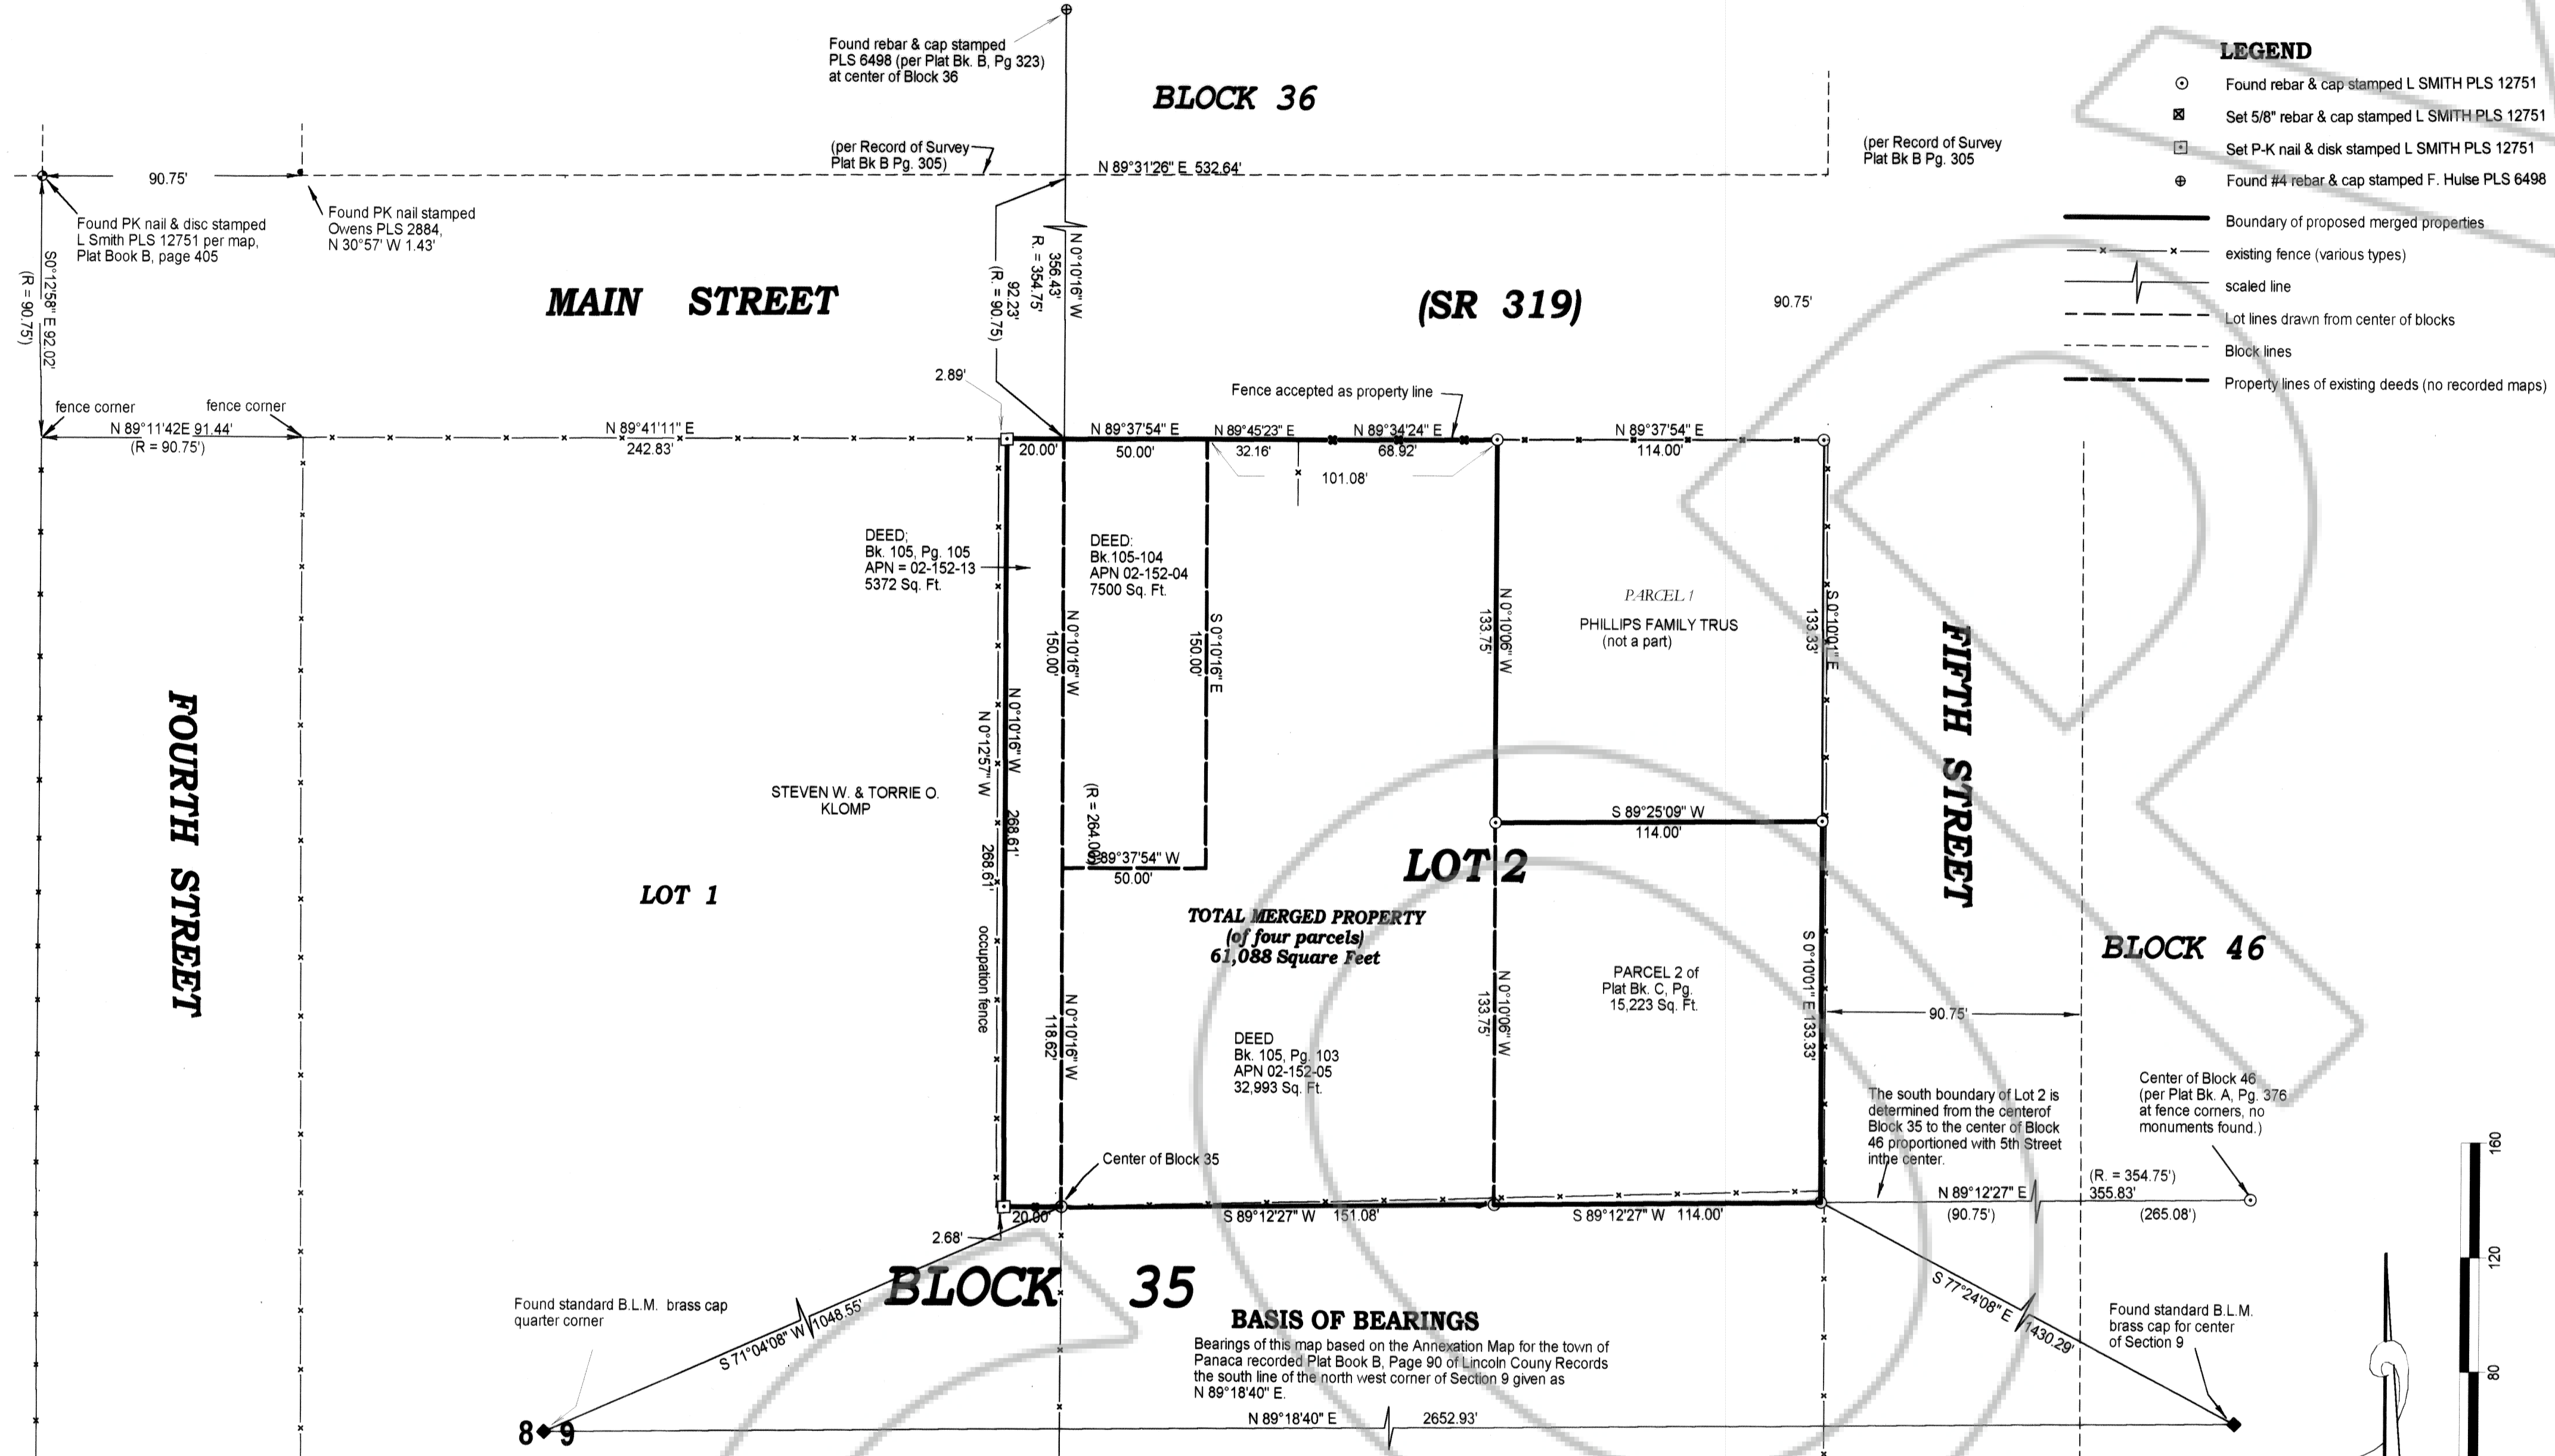 Found rebar & cap stamped
PLS 6498 (per Plat Bk. B, Pg 323)
at center of Block 36
BLOCK 36
(per Record of Survey
Plat Bk B Pg. 305)
N 89°31'26" E 532.64'
(per Record of Survey
Plat Bk B Pg. 305
LEGEND
Found rebar & cap stamped L SMITH PLS 12751
Set 5/8" rebar & cap stamped L SMITH PLS 12751
Set P-K nail & disk stamped L SMITH PLS 12751
Found #4 rebar & cap stamped F. Hulse PLS 6498
Boundary of proposed merged properties
existing fence (various types)
scaled line
Lot lines drawn from center of blocks
Block lines
Property lines of existing deeds (no recorded maps)
90.75'
Found PK nail & disc stamped
L Smith PLS 12751 per map,
Plat Book B, page 405
Found PK nail stamped
Owens PLS 2884,
N 30°57' W 1.43'
S0°12'58" E 92.02'
(R = 90.75')
N 0°10'16" W
356.43'
R. = 354.75'
92.23'
(R. = 90.75)
MAIN STREET
(SR 319)
90.75'
2.89'
Fence accepted as property line
fence corner
fence corner
N 89°11'42E 91.44'
(R = 90.75')
N 89°41'11" E
242.83'
20.00'
N 89°37'54" E
50.00'
N 89°45'23" E
32.16'
N 89°34'24" E
68.92'
101.08'
N 89°37'54" E
114.00'
DEED;
Bk. 105, Pg. 105
APN = 02-152-13
5372 Sq. Ft.
DEED:
Bk.105-104
APN 02-152-04
7500 Sq. Ft.
N 0°10'16" W
150.00'
S 0°10'16" E
150.00'
N 0°10'06" W
133.75'
PARCEL 1
PHILLIPS FAMILY TRUS
(not a part)
S 0°10'01" E
133.33'
FOURTH STREET
FIFTH STREET
N 0°10'16" W 268.61'
N 0°12'57" W 268.61'
occupation fence
STEVEN W. & TORRIE O.
KLOMP
(R = 264.00)
S 89°37'54" W
50.00'
S 89°25'09" W
114.00'
LOT 1
LOT 2
TOTAL MERGED PROPERTY
(of four parcels)
61,088 Square Feet
BLOCK 46
N 0°10'16" W
118.62'
N 0°10'06" W
133.75'
PARCEL 2 of
Plat Bk. C, Pg.
15,223 Sq. Ft.
S 0°10'01" E 133.33'
90.75'
DEED
Bk. 105, Pg. 103
APN 02-152-05
32,993 Sq. Ft.
The south boundary of Lot 2 is
determined from the centerof
Block 35 to the center of Block
46 proportioned with 5th Street
inthe center.
Center of Block 46
(per Plat Bk. A, Pg. 376
at fence corners, no
monuments found.)
Center of Block 35
20.00'
2.68'
S 89°12'27" W 151.08'
S 89°12'27" W 114.00'
N 89°12'27" E
(90.75')
(R. = 354.75')
355.83'
(265.08')
BLOCK 35
Found standard B.L.M. brass cap
quarter corner
S 71°04'08" W 1048.55'
BASIS OF BEARINGS
Bearings of this map based on the Annexation Map for the town of
Panaca recorded Plat Book B, Page 90 of Lincoln Couny Records
the south line of the north west corner of Section 9 given as
N 89°18'40" E.
S 77°24'08" E 1430.29'
Found standard B.L.M.
brass cap for center
of Section 9
8 9
N 89°18'40" E 2652.93'
160
120
80